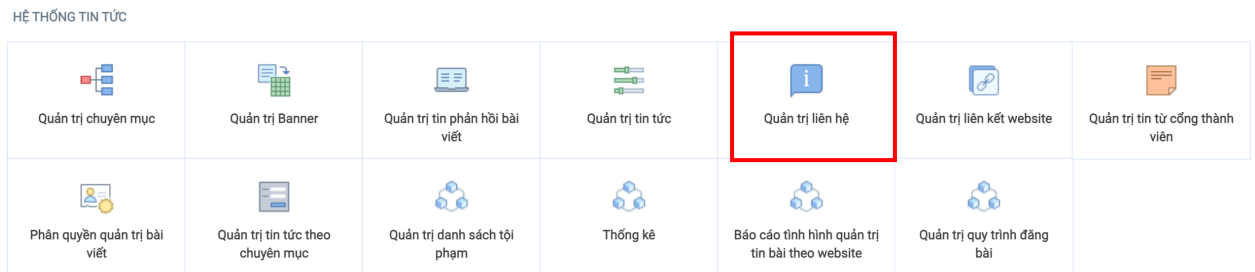 HỆ THỐNG TIN TỨC
Quản trị chuyên mục
Quản trị Banner
Quản trị tin phản hồi bài
viết
Quản trị tin tức
i
Quản trị liên hệ
Quản trị liên kết website
Quản trị tin từ cổng thành
viên
Phân quyền quản trị bài
viết
Quản trị tin tức theo
chuyên mục
Quản trị danh sách tội
phạm
Thống kê
Báo cáo tình hình quản trị
tin bài theo website
Quản trị quy trình đăng
bài